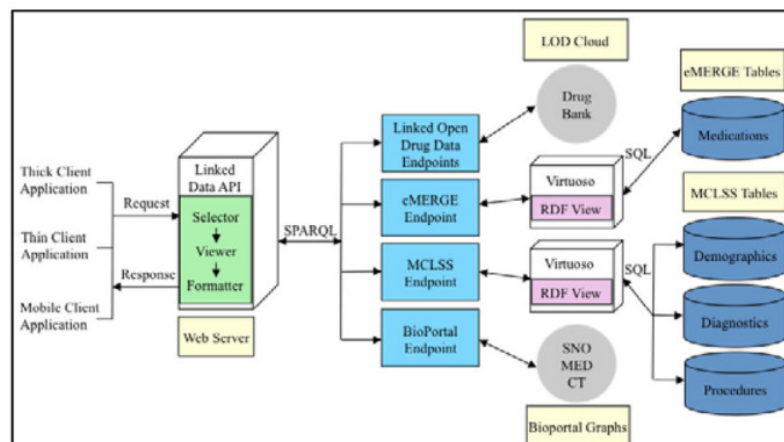 LOD Cloud
eMERGE Tables
Drug
Bank
Medications
Linked Open
Drug Data
Endpoints
SQL
Virtuoso
RDF View
eMERGE
Endpoint
MCLSS Tables
Thick Client
Application
Request
Linked
Data API
Selector
Viewer
Formatter
SPARQL
Thin Client
Application
Response
Mobile Client
Application
Web Server
MCLSS
Endpoint
Virtuoso
RDF View
SQL
Demographics
Diagnostics
Procedures
BioPortal
Endpoint
SNO
MED
CT
Bioportal Graphs